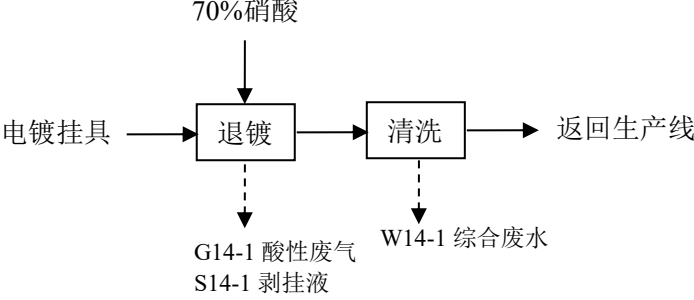 70%硝酸
电镀挂具
退镀
清洗
返回生产线
G14-1 酸性废气
S14-1 剥挂液
W14-1 综合废水